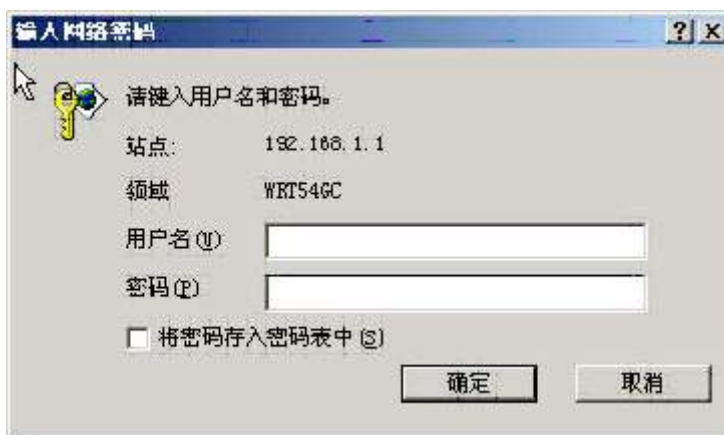 输入网络密码
请键入用户名和密码。
站点: 192.168.1.1
领域 WRT54GC
用户名(U)
密码(P)
将密码存入密码表中(S)
确定 取消